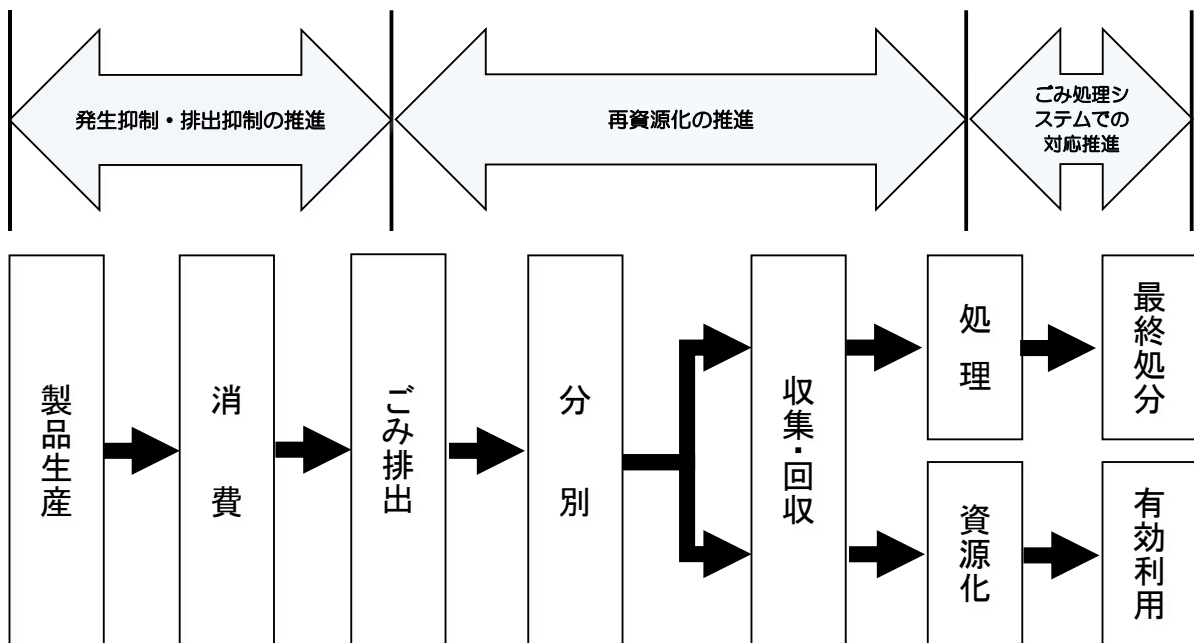 発生抑制・排出抑制の推進
再資源化の推進
ごみ処理シ
ステムでの
対応推進
製品生産
消費
ごみ排出
分別
収集・回収
処理
最終処分
資源化
有効利用